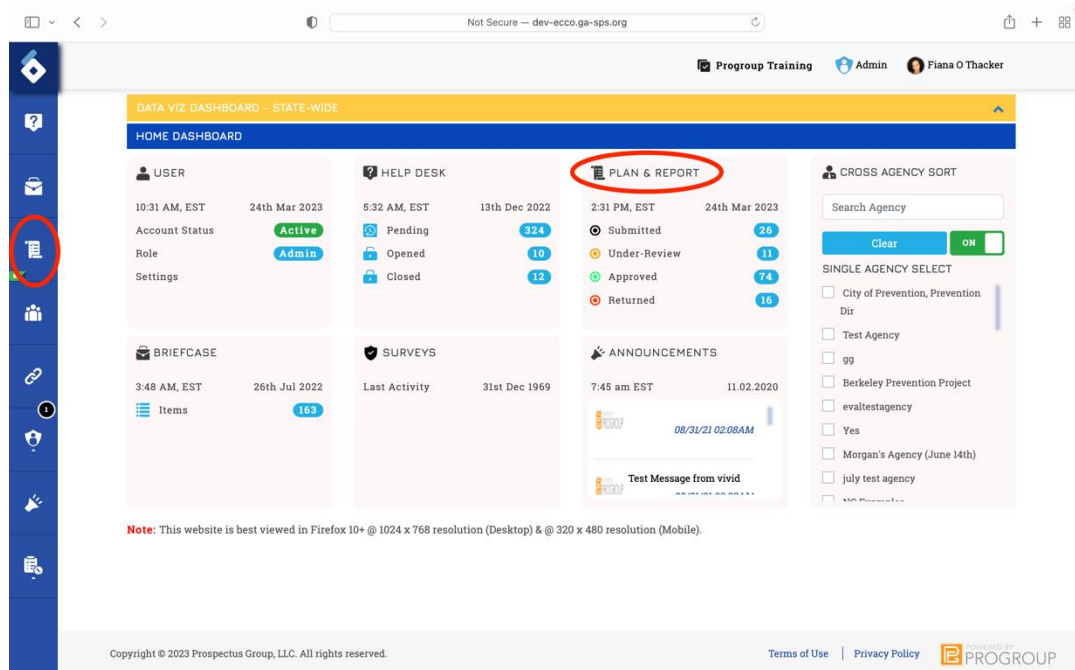 Not Secure — dev-ecco.ga-sps.org
Progroup Training
Admin
Fiana O Thacker
DATA VIZ DASHBOARD - STATE-WIDE
HOME DASHBOARD
USER
10:31 AM, EST 24th Mar 2023
Account Status Active
Role Admin
Settings
HELP DESK
5:32 AM, EST 13th Dec 2022
Pending 324
Opened 10
Closed 12
PLAN & REPORT
2:31 PM, EST 24th Mar 2023
Submitted 26
Under-Review 11
Approved 74
Returned 16
CROSS AGENCY SORT
Search Agency
Clear ON
SINGLE AGENCY SELECT
City of Prevention, Prevention
Dir
Test Agency
gg
Berkeley Prevention Project
evaltestagency
Yes
Morgan's Agency (June 14th)
july test agency
BRIEFCASE
3:48 AM, EST 26th Jul 2022
Items 163
SURVEYS
Last Activity 31st Dec 1969
ANNOUNCEMENTS
7:45 am EST 11.02.2020
PROGROUP
08/31/21 02:08AM
Test Message from vivid
PROGROUP
1
Note: This website is best viewed in Firefox 10+ @ 1024 x 768 resolution (Desktop) & @ 320 x 480 resolution (Mobile).
Copyright © 2023 Prospectus Group, LLC. All rights reserved.
Terms of Use | Privacy Policy
POWERED BY
PROGROUP